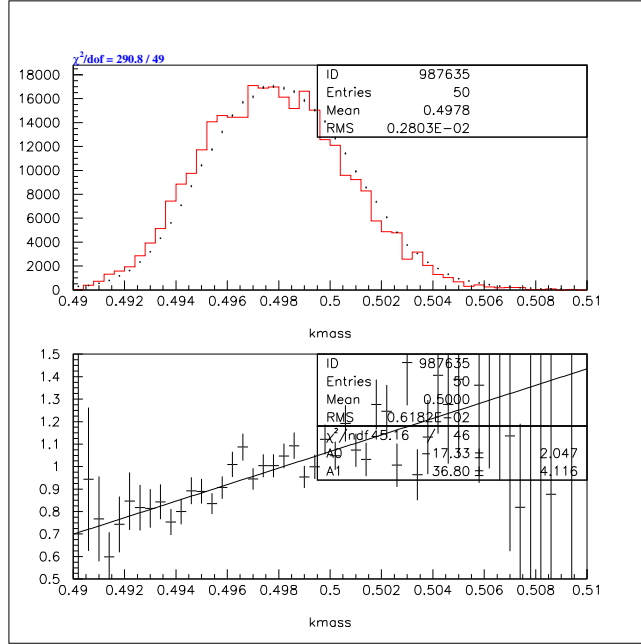 χ²/dof = 290.8 / 49
ID 987635
Entries 50
Mean 0.4978
RMS 0.2803E-02
18000
16000
14000
12000
10000
8000
6000
4000
2000
0
0.49 0.492 0.494 0.496 0.498 0.5 0.502 0.504 0.506 0.508 0.51
kmass
ID 987635
Entries 50
Mean 0.5000
RMS 0.6182E-02
χ²/ndf 45.16 / 46
A0 17.33 ± 2.047
A1 36.80 ± 4.116
1.5
1.4
1.3
1.2
1.1
1
0.9
0.8
0.7
0.6
0.5
0.49 0.492 0.494 0.496 0.498 0.5 0.502 0.504 0.506 0.508 0.51
kmass